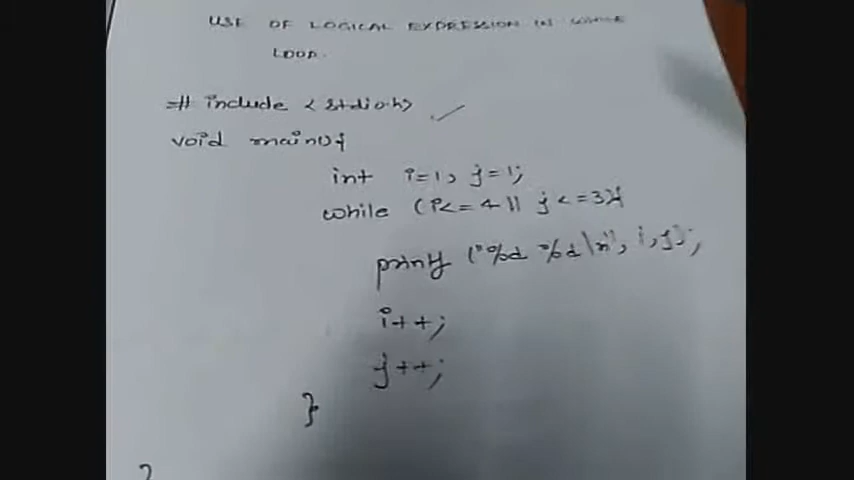 USE OF LOGICAL EXPRESSION IN WHILE
LOOP.
# include <stdio.h>
void main(){
int i=1, j=1;
while (i<=4 || j<=3){
printf ("%d %d\n", i,j);
i++;
j++;
}
}